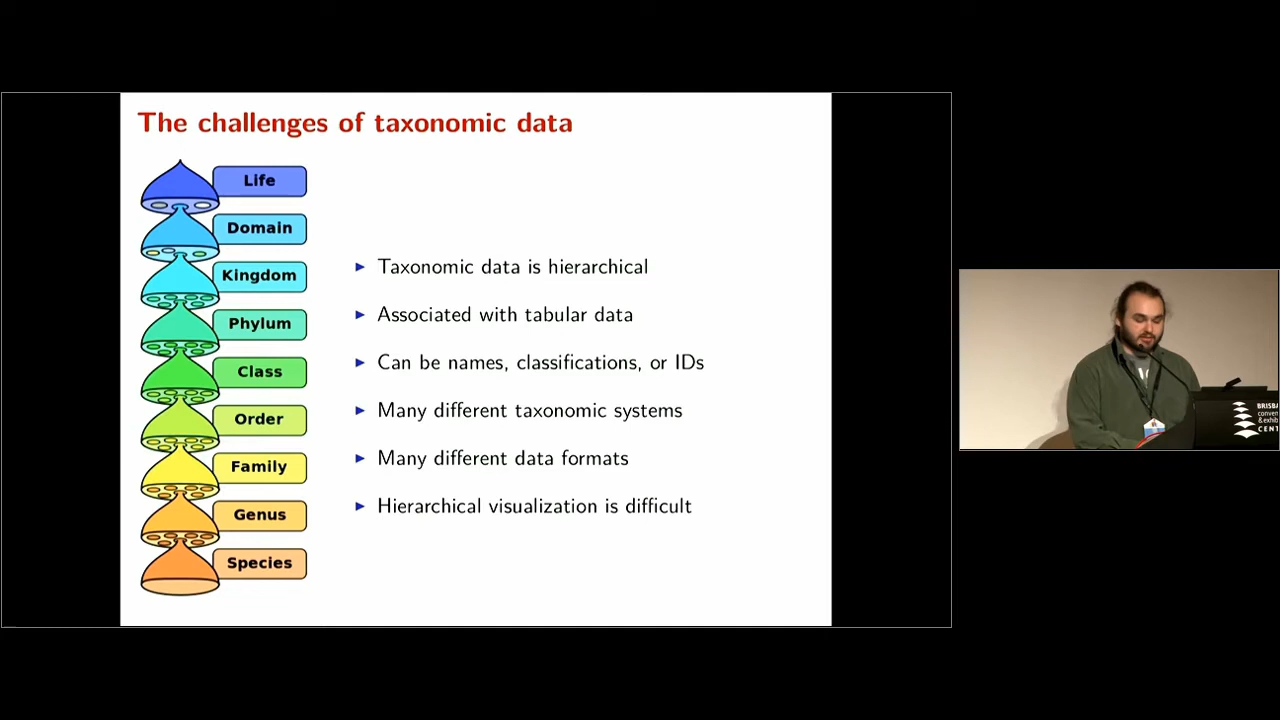 The challenges of taxonomic data
Life
Domain
Kingdom
Phylum
Class
Order
Family
Genus
Species
Taxonomic data is hierarchical
Associated with tabular data
Can be names, classifications, or IDs
Many different taxonomic systems
Many different data formats
Hierarchical visualization is difficult
CENT